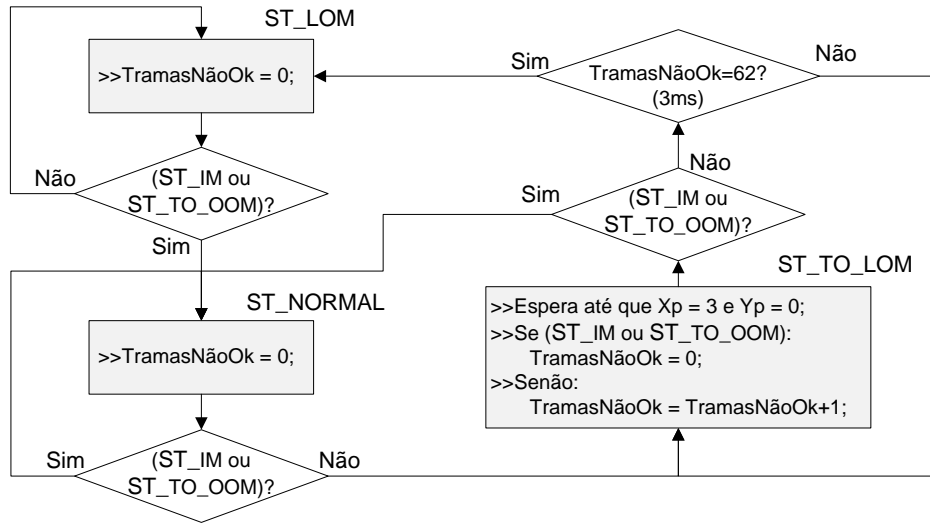 ST_LOM
>>TramasNãoOk = 0;
Não
(ST_IM ou
ST_TO_OOM)?
Sim
ST_NORMAL
>>TramasNãoOk = 0;
Sim
(ST_IM ou
ST_TO_OOM)?
Não
Sim
TramasNãoOk=62?
(3ms)
Não
Não
Sim
(ST_IM ou
ST_TO_OOM)?
ST_TO_LOM
>>Espera até que Xp = 3 e Yp = 0;
>>Se (ST_IM ou ST_TO_OOM):
TramasNãoOk = 0;
>>Senão:
TramasNãoOk = TramasNãoOk+1;